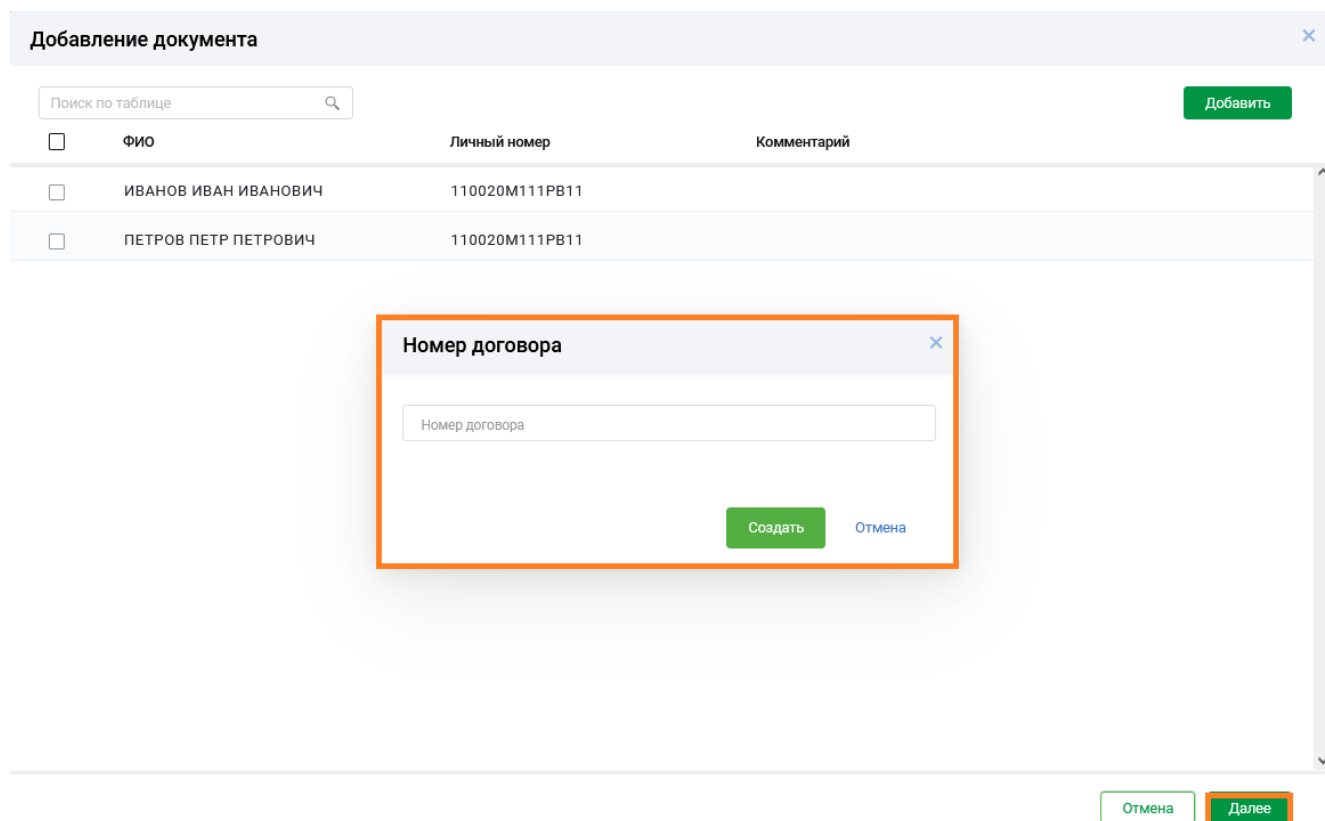 Добавление документа
Поиск по таблице
Добавить
ФИО Личный номер Комментарий
ИВАНОВ ИВАН ИВАНОВИЧ 110020M111PB11
ПЕТРОВ ПЕТР ПЕТРОВИЧ 110020M111PB11
Номер договора
Номер договора
Создать Отмена
Отмена Далее